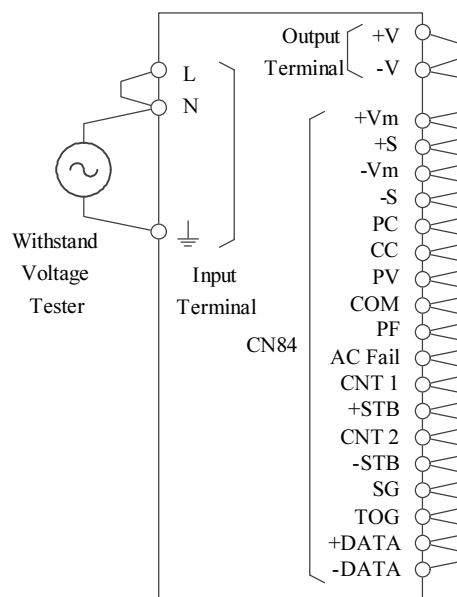 L
N
Withstand
Voltage
Tester
Input
Terminal
Output
Terminal
+V
-V
CN84
+Vm
+S
-Vm
-S
PC
CC
PV
COM
PF
AC Fail
CNT 1
+STB
CNT 2
-STB
SG
TOG
+DATA
-DATA